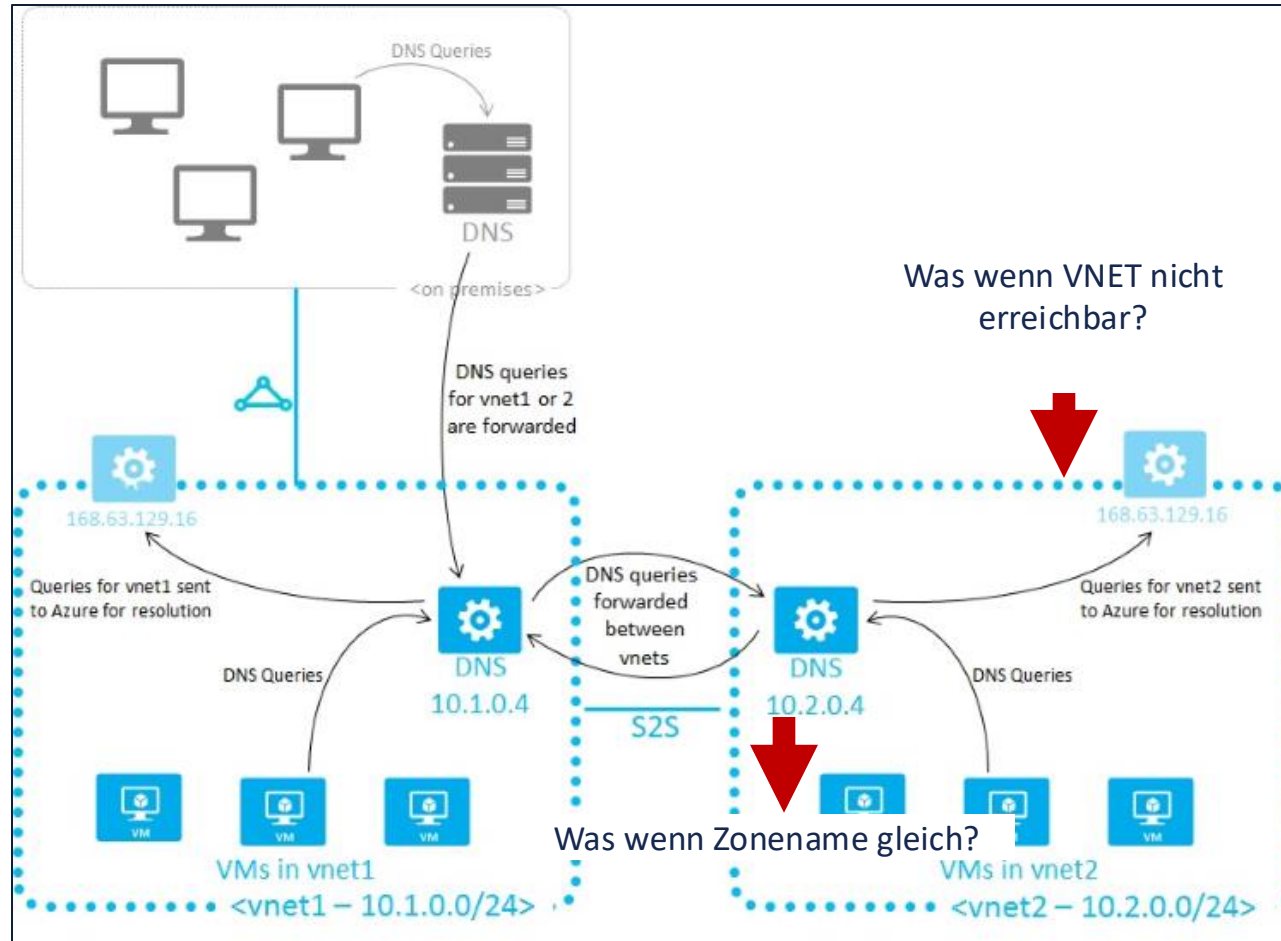 DNS Queries
DNS
<on premises>
Was wenn VNET nicht
erreichbar?
DNS queries
for vnet1 or 2
are forwarded
168.63.129.16
168.63.129.16
Queries for vnet1 sent
to Azure for resolution
DNS queries
forwarded
between
vnets
Queries for vnet2 sent
to Azure for resolution
DNS Queries
DNS
10.1.0.4
DNS
10.2.0.4
DNS Queries
S2S
VM
VM
VM
VM
VM
VM
Was wenn Zonename gleich?
VMs in vnet1
<vnet1 – 10.1.0.0/24>
VMs in vnet2
<vnet2 – 10.2.0.0/24>